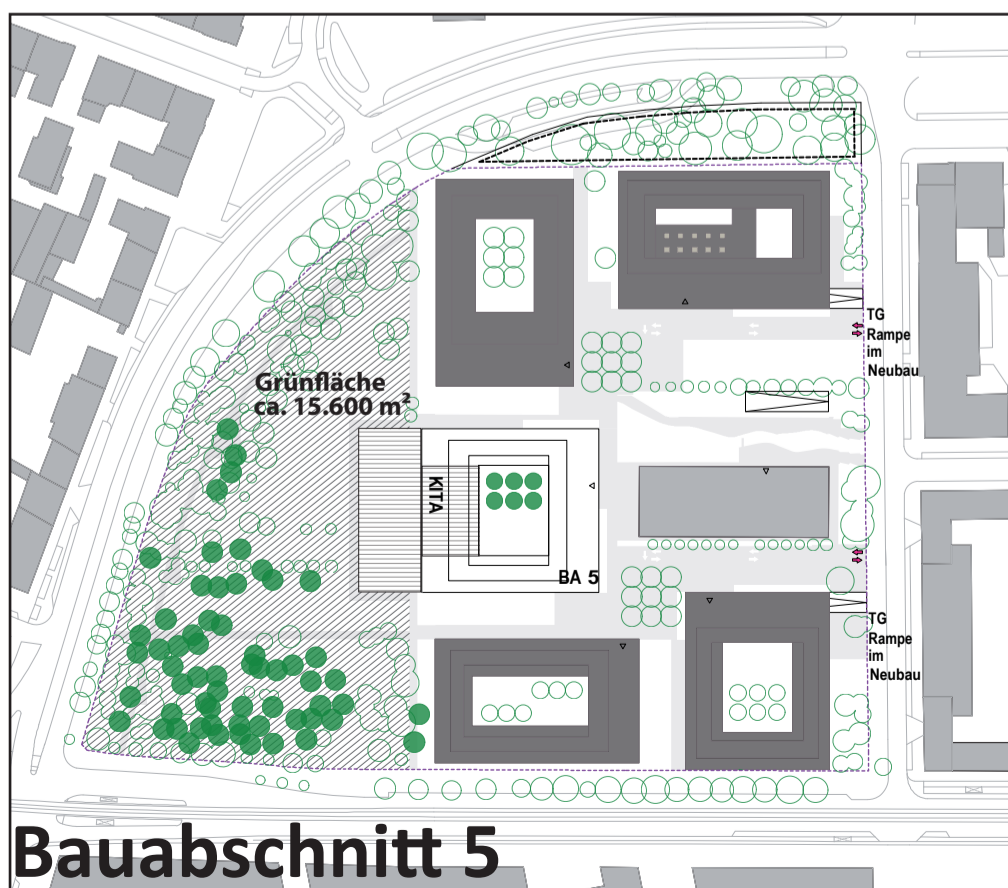 TG
Rampe
im
Neubau
Grünfläche
ca. 15.600 m²
KITA
BA 5
TG
Rampe
im
Neubau
Bauabschnitt 5